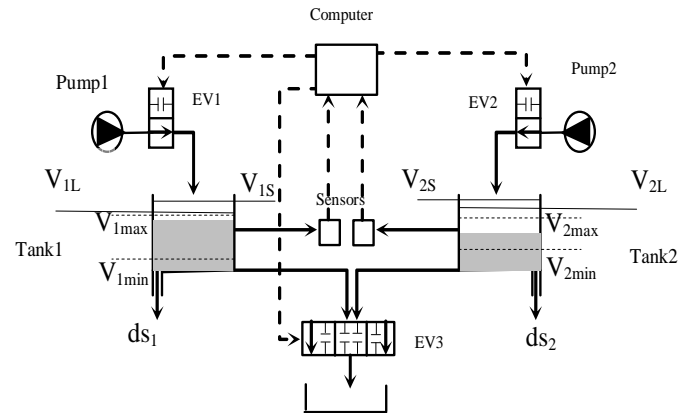 Computer
Pump1
EV1
EV2
Pump2
V1L
V1S
V2S
V2L
Sensors
V1max
V2max
Tank1
Tank2
V1min
V2min
ds1
ds2
EV3